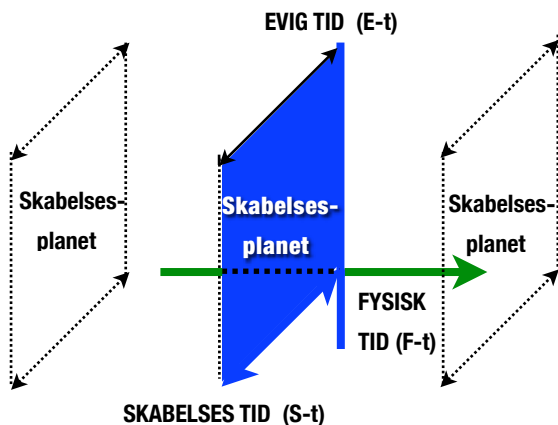 EVIG TID (E-t)
Skabelses-
planet
Skabelses-
planet
Skabelses-
planet
FYSISK
TID (F-t)
SKABELSES TID (S-t)